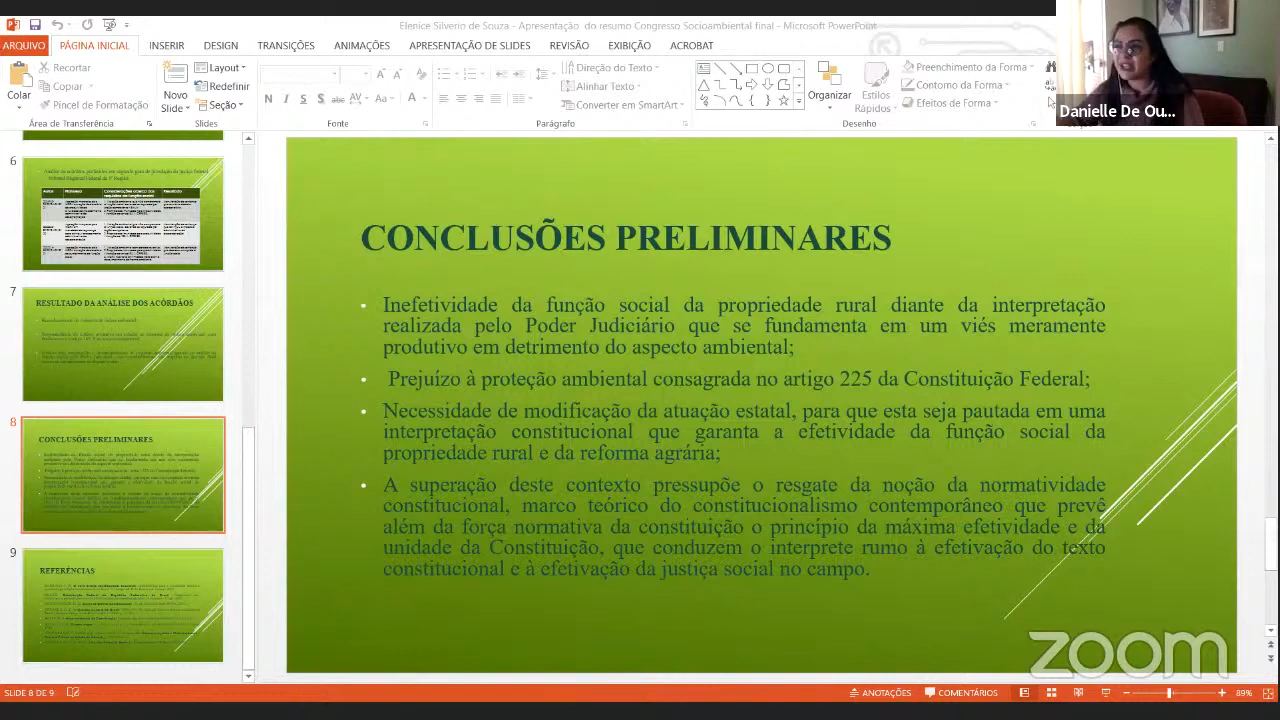 Elenice Silverio de Souza - Apresentação do resumo Congresso Socioambiental final - Microsoft PowerPoint
ARQUIVO PÁGINA INICIAL INSERIR DESIGN TRANSIÇÕES ANIMAÇÕES APRESENTAÇÃO DE SLIDES REVISÃO EXIBIÇÃO ACROBAT
Colar
Recortar
Copiar
Pincel de Formatação
Área de Transferência
Novo
Slide
Layout
Redefinir
Seção
Slides
Fonte
Direção do Texto
Alinhar Texto
Converter em SmartArt
Parágrafo
Organizar
Estilos
Rápidos
Preenchimento da Forma
Contorno da Forma
Efeitos de Forma
Desenho
Danielle De Ou...
6
7
RESULTADO DA ANÁLISE DOS ACÓRDÃOS
8
CONCLUSÕES PRELIMINARES
9
REFERÊNCIAS
CONCLUSÕES PRELIMINARES
• Inefetividade da função social da propriedade rural diante da interpretação
realizada pelo Poder Judiciário que se fundamenta em um viés meramente
produtivo em detrimento do aspecto ambiental;
• Prejuízo à proteção ambiental consagrada no artigo 225 da Constituição Federal;
• Necessidade de modificação da atuação estatal, para que esta seja pautada em uma
interpretação constitucional que garanta a efetividade da função social da
propriedade rural e da reforma agrária;
• A superação deste contexto pressupõe o resgate da noção da normatividade
constitucional, marco teórico do constitucionalismo contemporâneo que prevê
além da força normativa da constituição o princípio da máxima efetividade e da
unidade da Constituição, que conduzem o interprete rumo à efetivação do texto
constitucional e à efetivação da justiça social no campo.
zoom
SLIDE 8 DE 9
ANOTAÇÕES
COMENTÁRIOS
89%